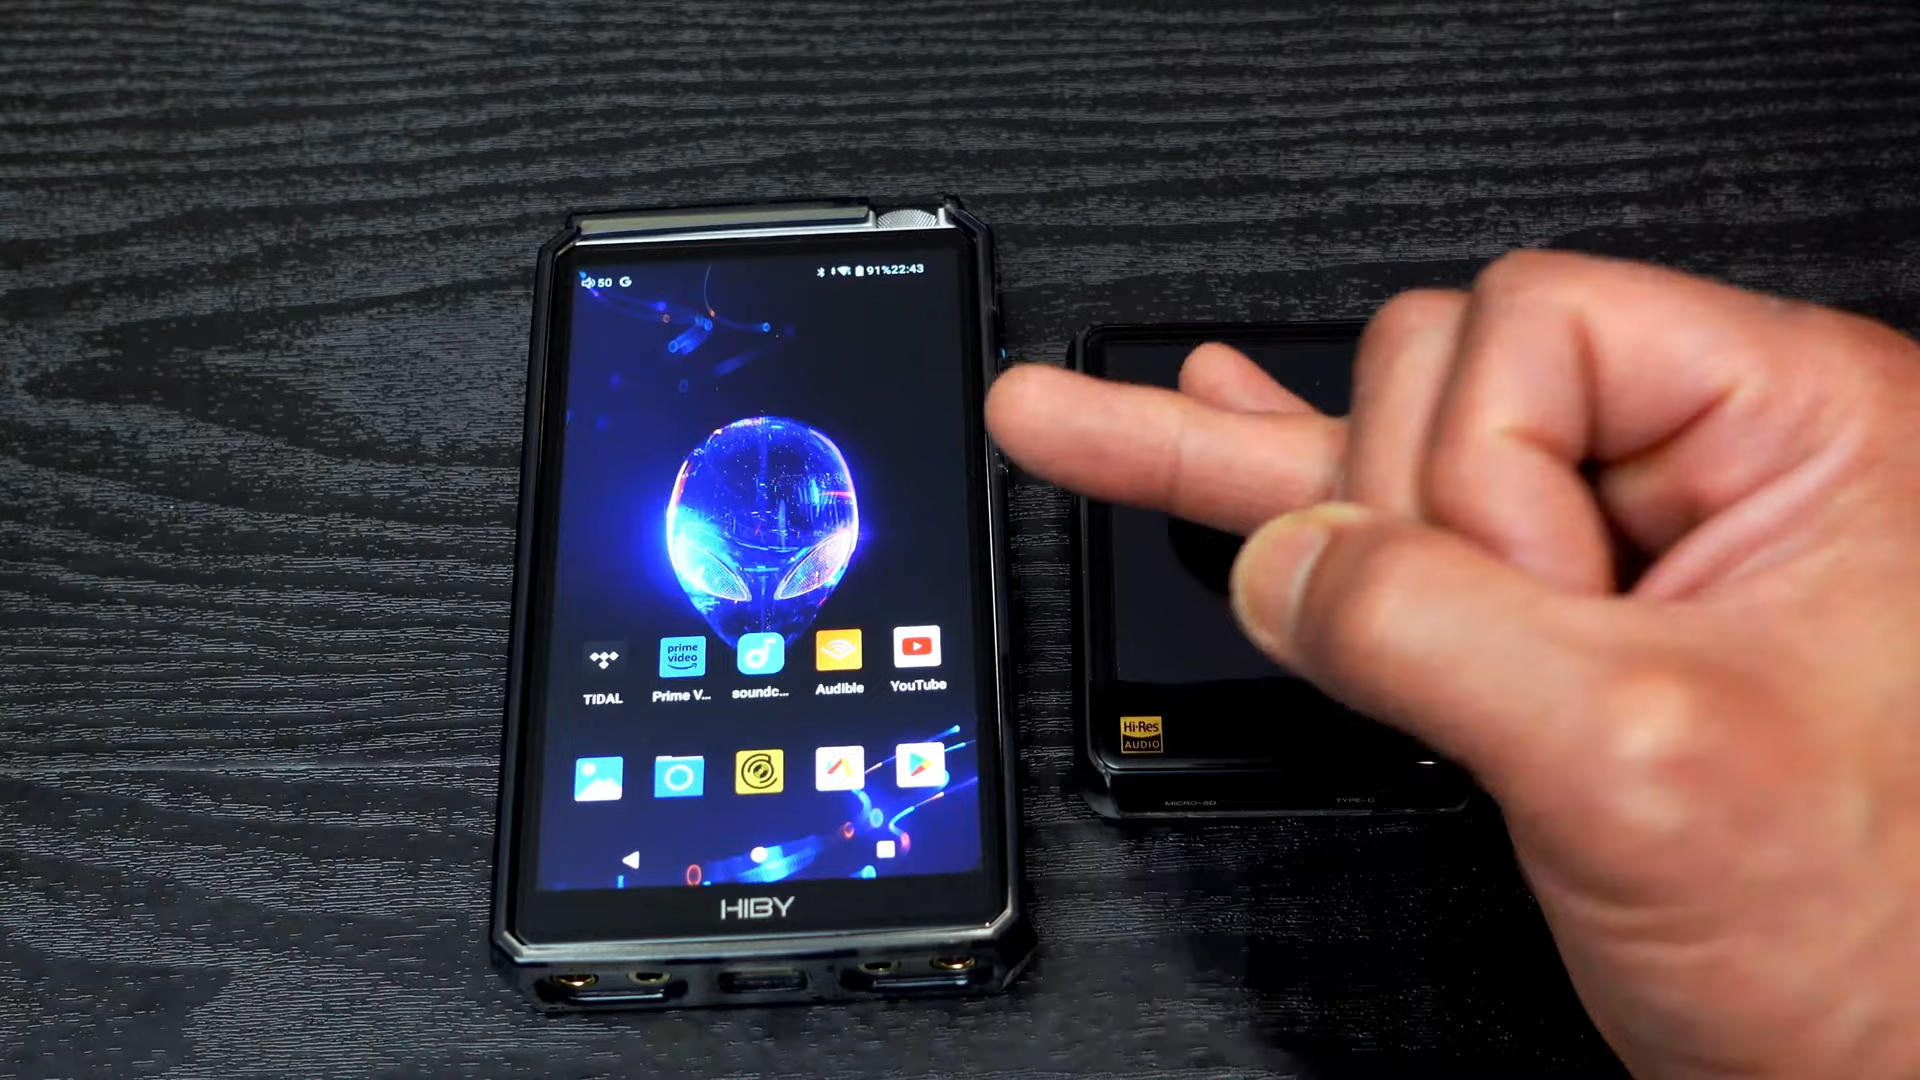 50 G
91% 22:43
prime video
TIDAL
Prime V...
soundc...
Audible
YouTube
HIBY
Hi-Res
AUDIO
MICRO-SD
TYPE-C